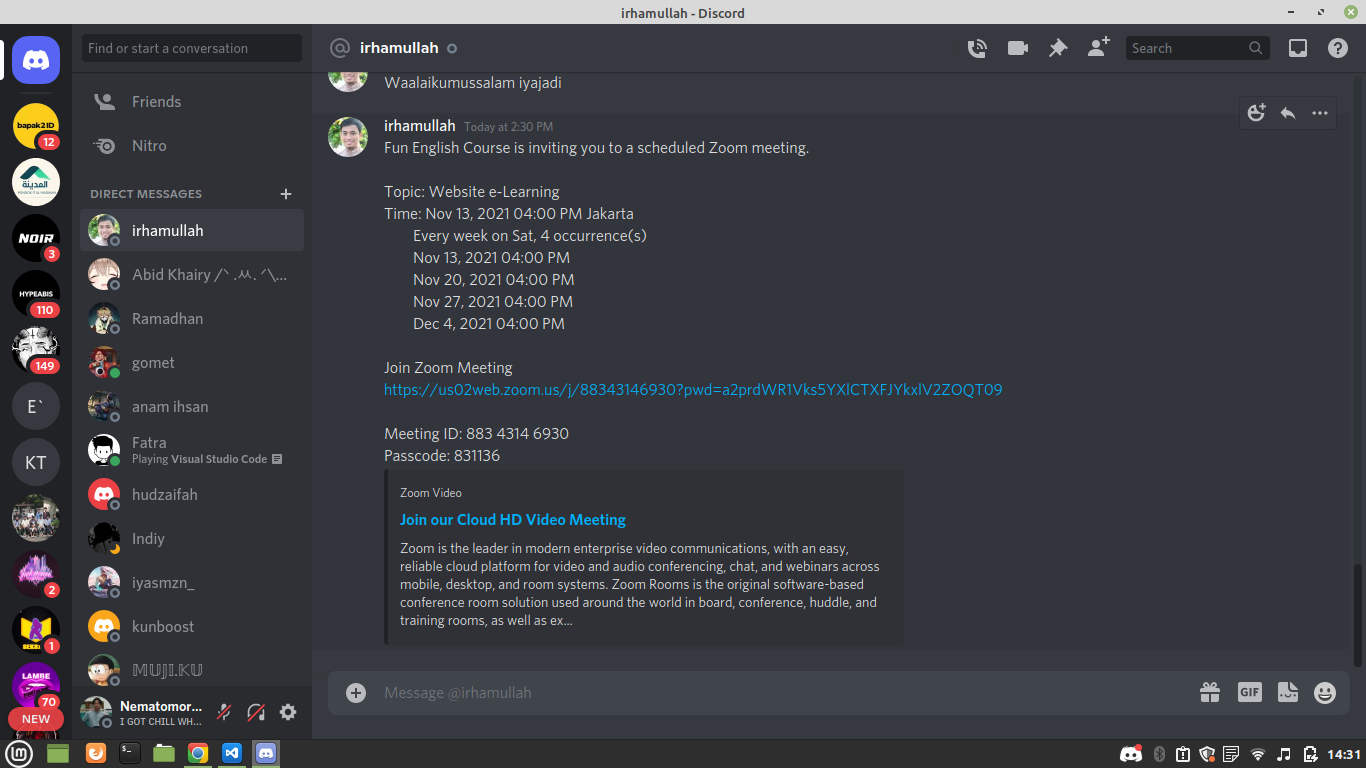 irhamullah - Discord
Find or start a conversation
irhamullah
Search
Friends
Nitro
DIRECT MESSAGES
irhamullah
Abid Khairy
Ramadhan
gomet
anam ihsan
Fatra
Playing Visual Studio Code
hudzaifah
Indiy
iyasmzn_
kunboost
𝕄𝕌𝕁𝕀.𝕂𝕌
Nematomor...
I GOT CHILL WH...
bapak2ID
12
NOIR
3
HYPEABIS
110
149
E`
KT
2
1
LAMBE
70
NEW
Waalaikumussalam iyajadi
irhamullah Today at 2:30 PM
Fun English Course is inviting you to a scheduled Zoom meeting.
Topic: Website e-Learning
Time: Nov 13, 2021 04:00 PM Jakarta
Every week on Sat, 4 occurrence(s)
Nov 13, 2021 04:00 PM
Nov 20, 2021 04:00 PM
Nov 27, 2021 04:00 PM
Dec 4, 2021 04:00 PM
Join Zoom Meeting
https://us02web.zoom.us/j/88343146930?pwd=a2prdWR1Vks5YXlCTXFJYkxlV2ZOQT09
Meeting ID: 883 4314 6930
Passcode: 831136
Zoom Video
Join our Cloud HD Video Meeting
Zoom is the leader in modern enterprise video communications, with an easy,
reliable cloud platform for video and audio conferencing, chat, and webinars across
mobile, desktop, and room systems. Zoom Rooms is the original software-based
conference room solution used around the world in board, conference, huddle, and
training rooms, as well as ex...
Message @irhamullah
GIF
14:31